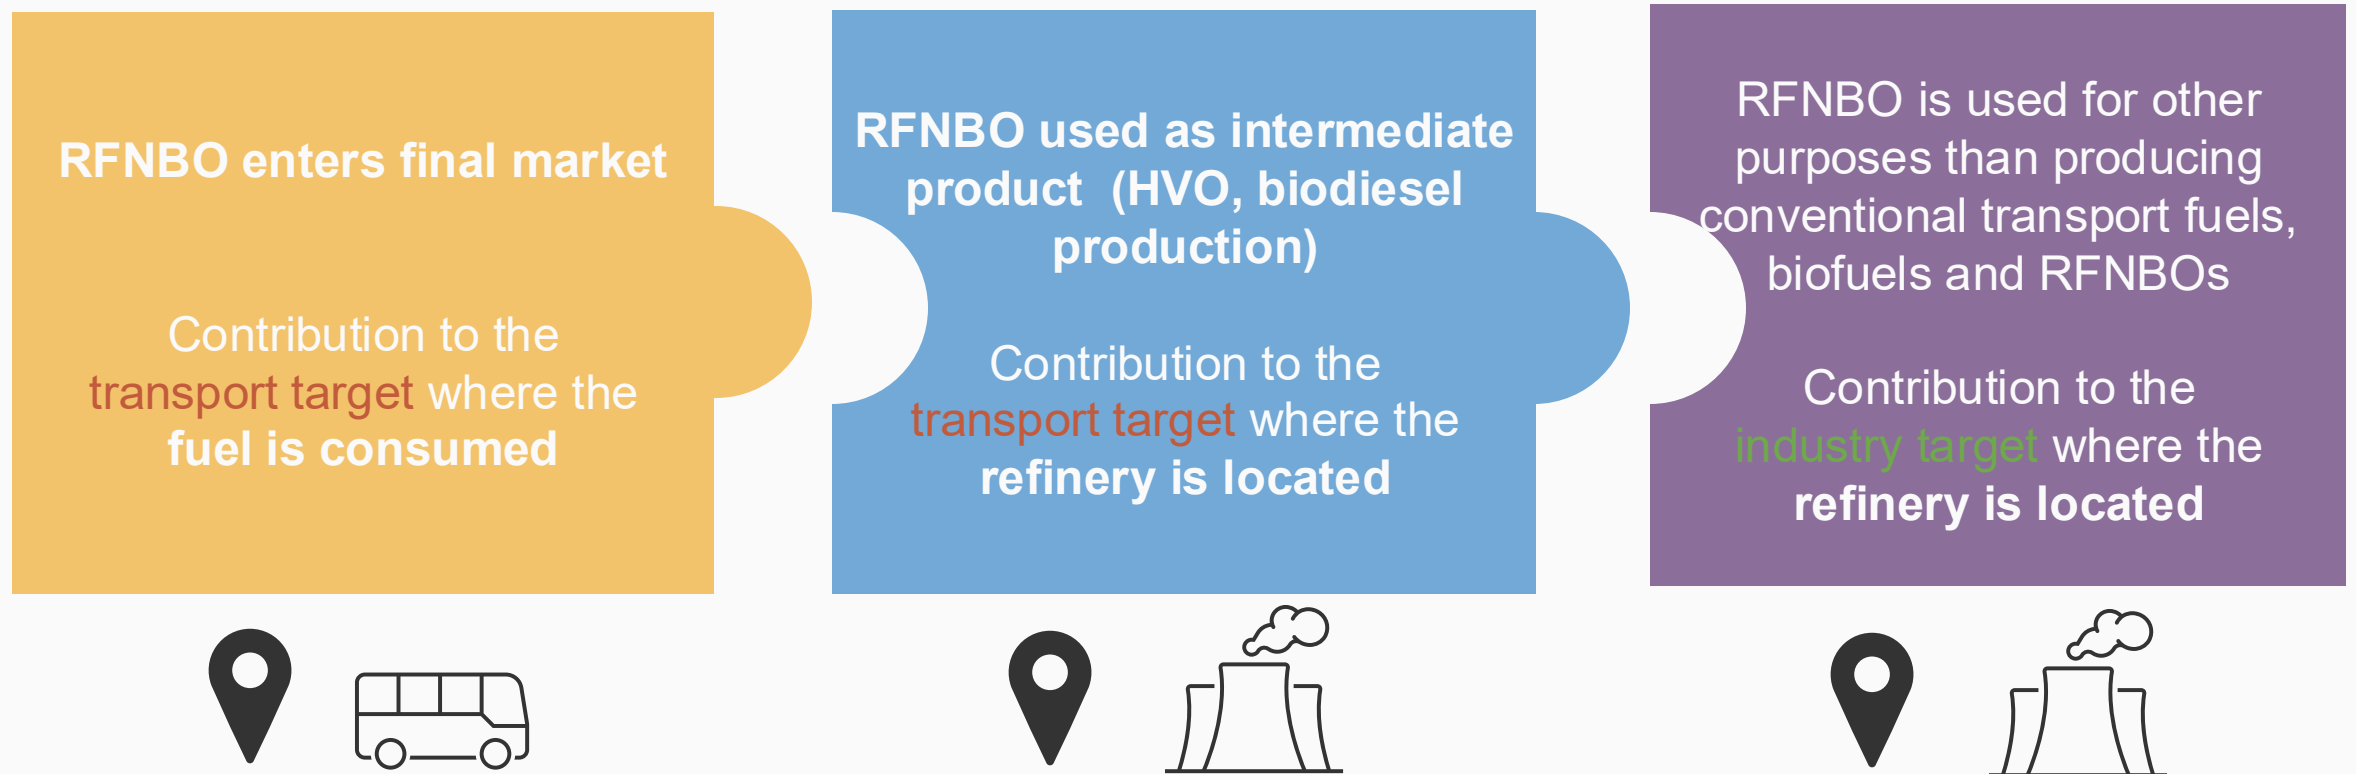 RFNBO enters final market
Contribution to the
transport target where the
fuel is consumed
RFNBO used as intermediate
product  (HVO, biodiesel
production)
Contribution to the
transport target where the
refinery is located
RFNBO is used for other
purposes than producing
conventional transport fuels,
biofuels and RFNBOs
Contribution to the
industry target where the
refinery is located